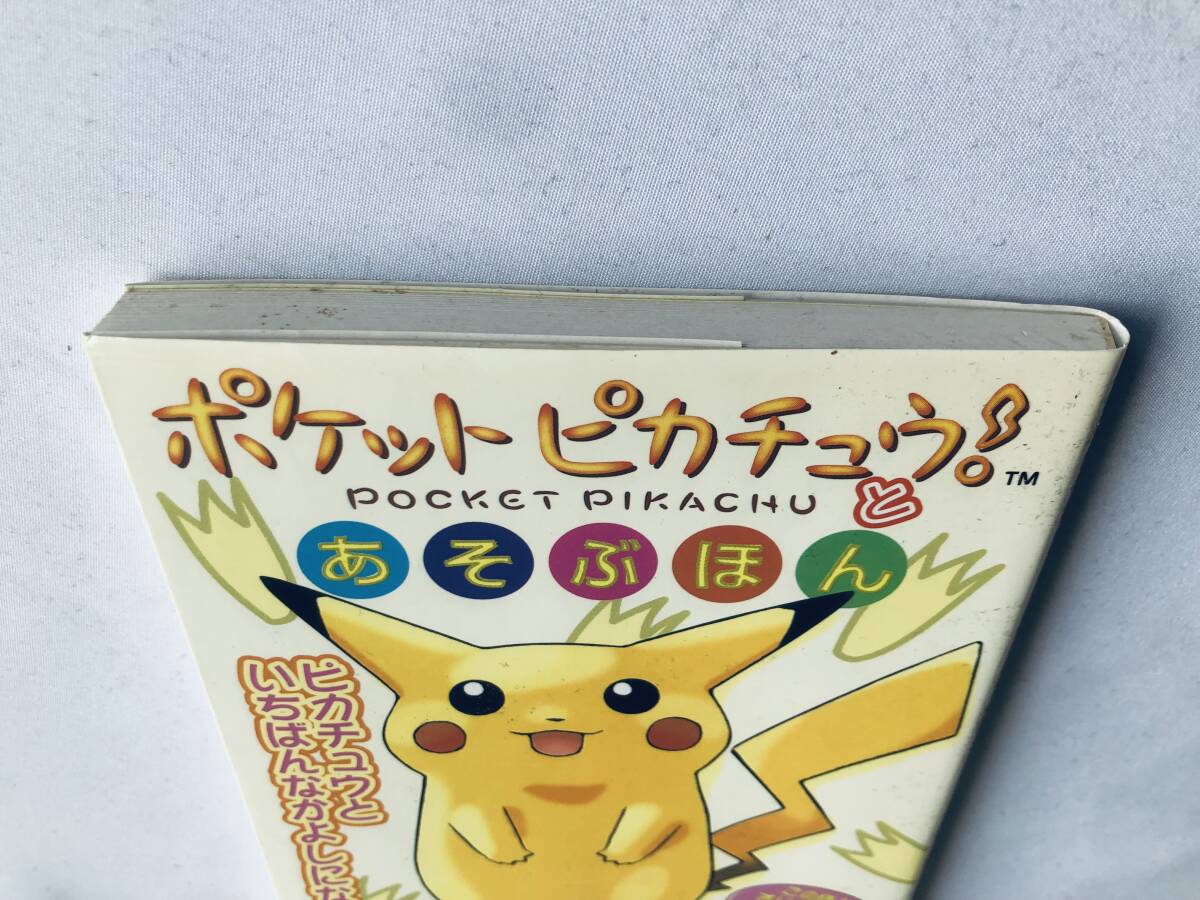 ポケットピカチュウ!™
POCKET PIKACHU
と
あそぶほん
ピカチュウと
いちばんなかよしにな